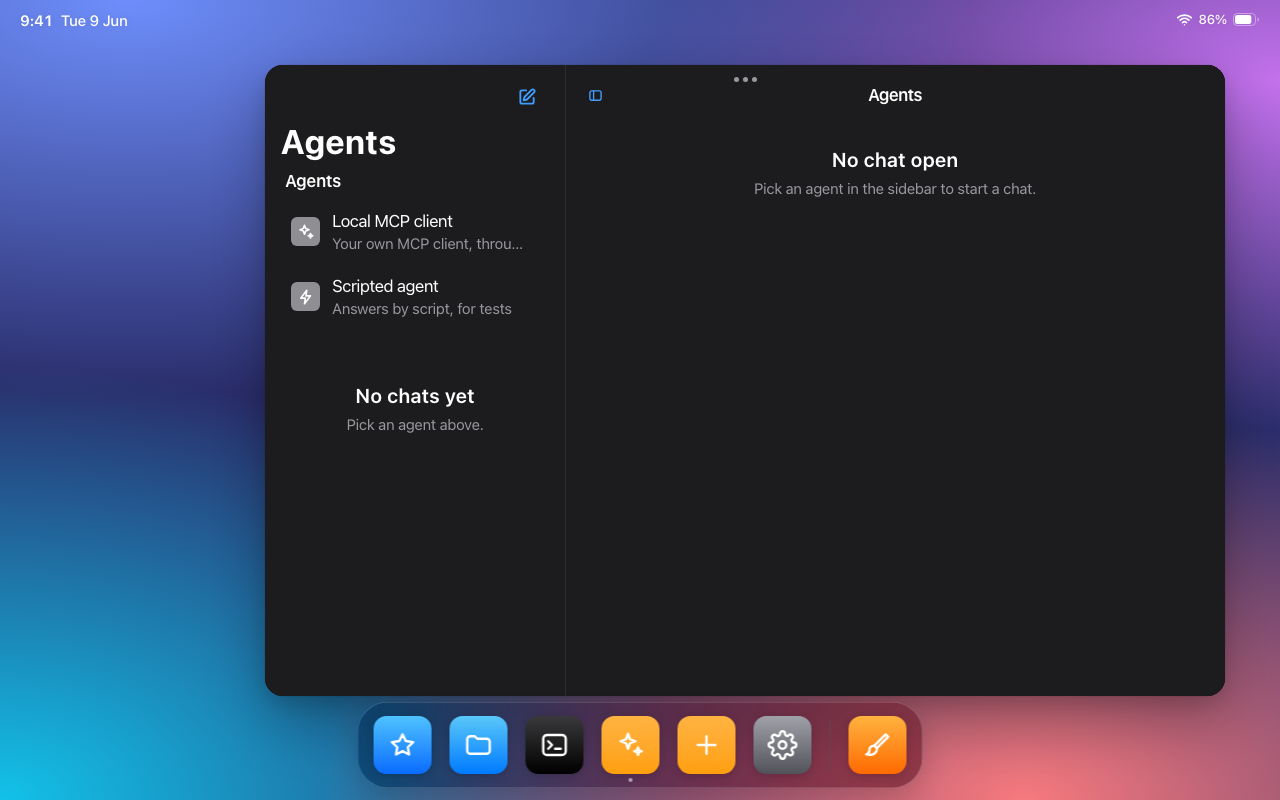 9:41 Tue 9 Jun
86%
Agents
Agents
Agents
Local MCP client
Your own MCP client, throu...
Scripted agent
Answers by script, for tests
No chats yet
Pick an agent above.
No chat open
Pick an agent in the sidebar to start a chat.